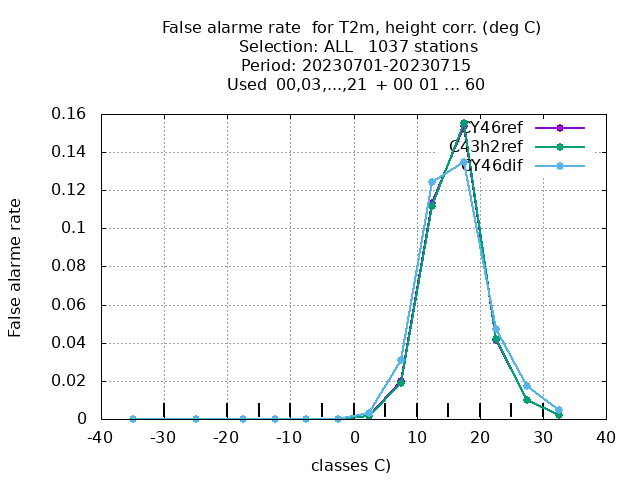 False alarme rate  for T2m, height corr. (deg C)
Selection: ALL   1037 stations
Period: 20230701-20230715
Used  00,03,...,21  + 00 01 ... 60
0.16
0.14
0.12
0.1
0.08
0.06
0.04
0.02
0
False alarme rate
CY46ref
C43h2ref
CY46dif
-40 -30 -20 -10 0 10 20 30 40
classes C)